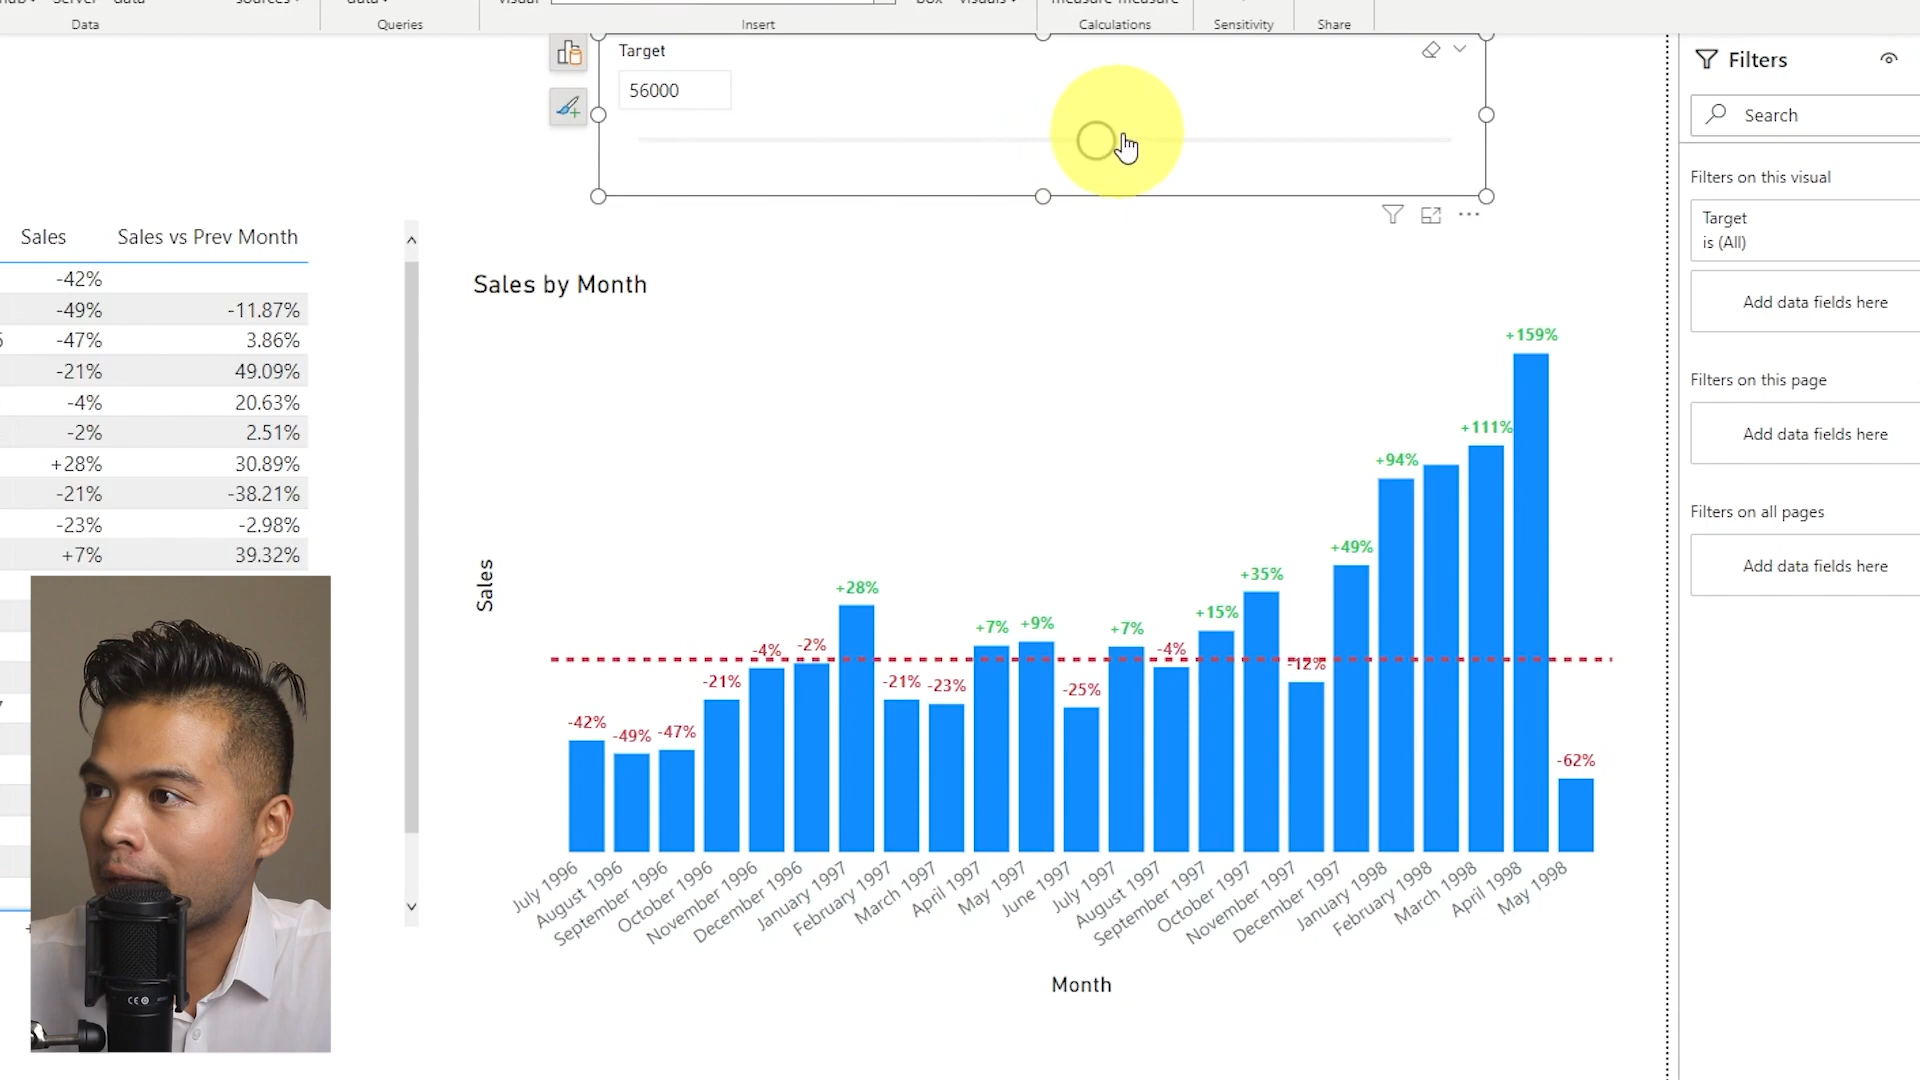 Data
Queries
Insert
Calculations
Sensitivity
Share
Target
56000
Filters
Search
Filters on this visual
Target
is (All)
Add data fields here
Filters on this page
Add data fields here
Filters on all pages
Add data fields here
Sales Sales vs Prev Month
-42%
-49% -11.87%
-47% 3.86%
-21% 49.09%
-4% 20.63%
-2% 2.51%
+28% 30.89%
-21% -38.21%
-23% -2.98%
+7% 39.32%
Sales by Month
Sales
-42%
-49%
-47%
-21%
-4%
-2%
+28%
-21%
-23%
+7%
+9%
-25%
+7%
-4%
+15%
+35%
-12%
+49%
+94%
+111%
+159%
-62%
July 1996
August 1996
September 1996
October 1996
November 1996
December 1996
January 1997
February 1997
March 1997
April 1997
May 1997
June 1997
July 1997
August 1997
September 1997
October 1997
November 1997
December 1997
January 1998
February 1998
March 1998
April 1998
May 1998
Month